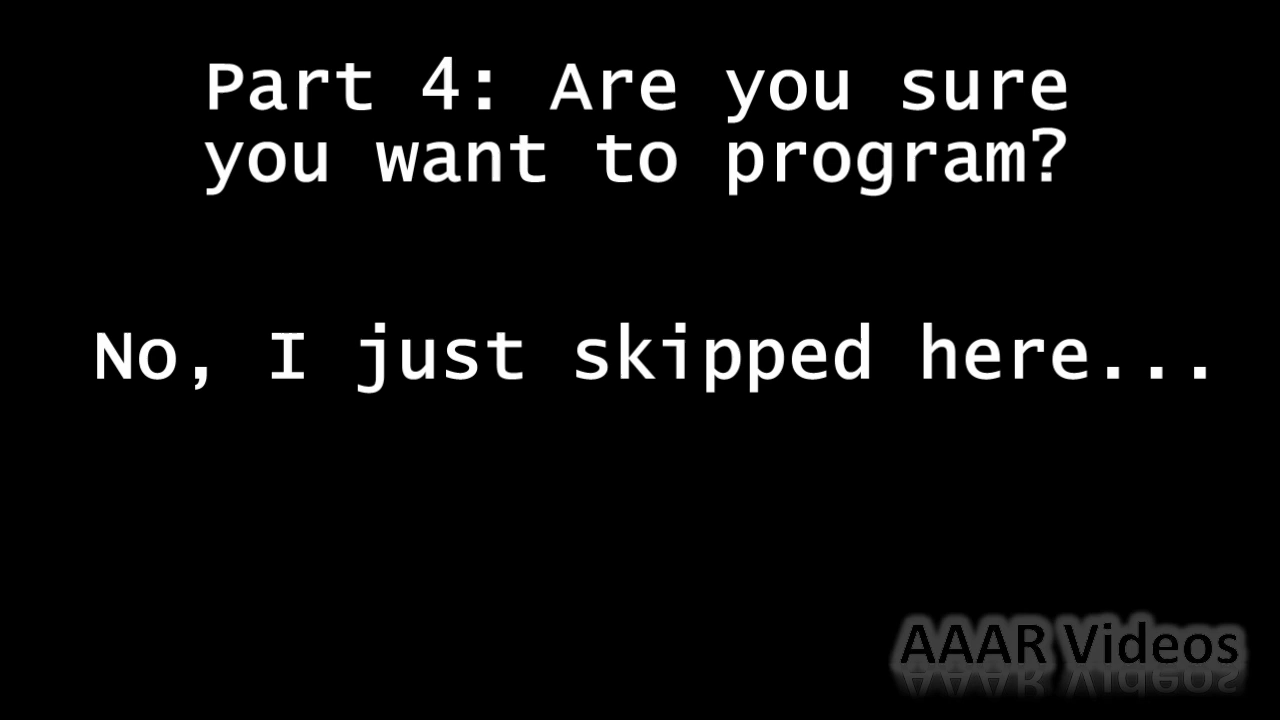 Part 4: Are you sure
you want to program?
No, I just skipped here...
AAAR Videos